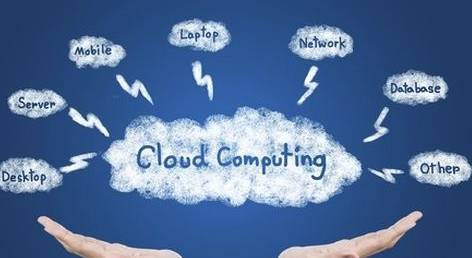 Laptop
Mobile
Network
Database
Server
Cloud Computing
Desktop
Other